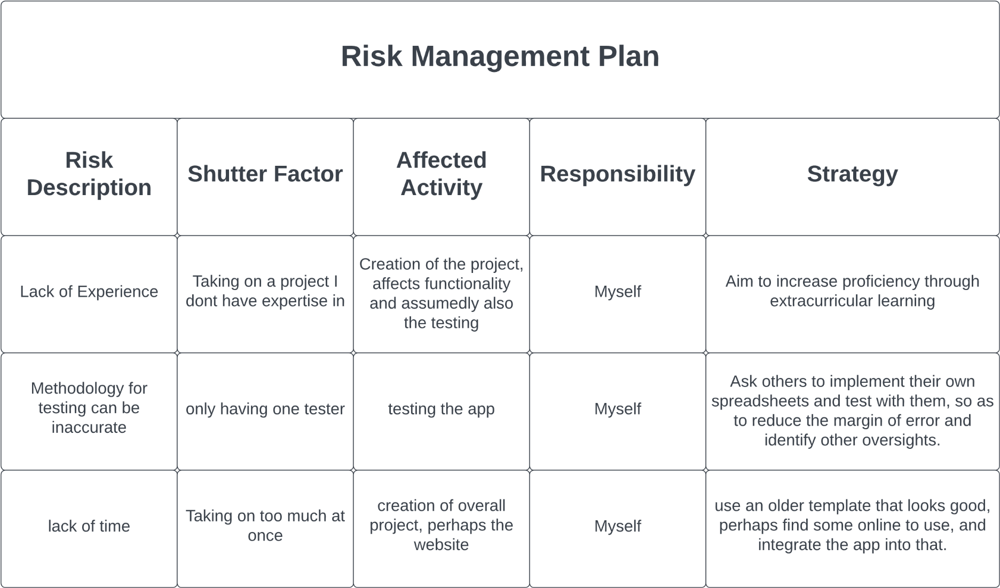 Risk Management Plan
Risk
Description
Shutter Factor
Affected
Activity
Responsibility
Strategy
Lack of Experience
Taking on a project I
dont have expertise in
Creation of the project,
affects functionality
and assumedly also
the testing
Myself
Aim to increase proficiency through
extracurricular learning
Methodology for
testing can be
inaccurate
only having one tester
testing the app
Myself
Ask others to implement their own
spreadsheets and test with them, so as
to reduce the margin of error and
identify other oversights.
lack of time
Taking on too much at
once
creation of overall
project, perhaps the
website
Myself
use an older template that looks good,
perhaps find some online to use, and
integrate the app into that.